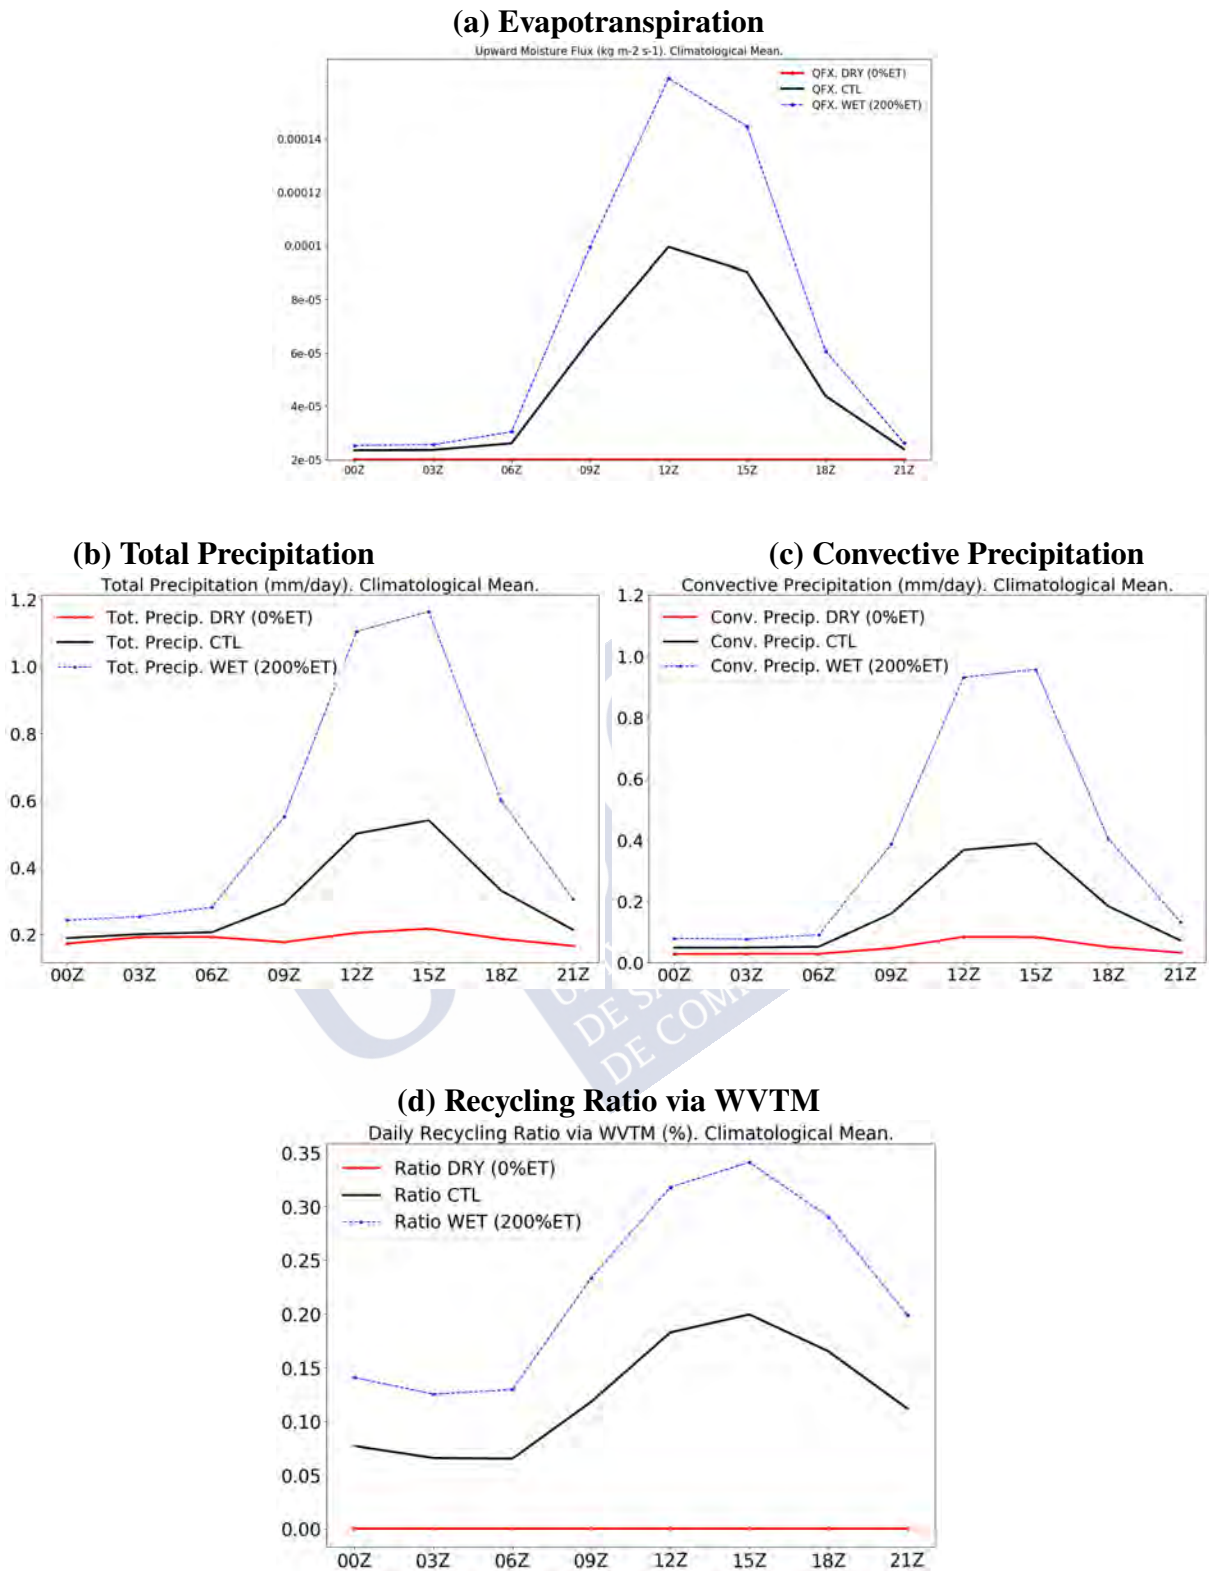 (a) Evapotranspiration
Upward Moisture Flux (kg m-2 s-1). Climatological Mean.
QFX. DRY (0%ET)
QFX. CTL
QFX. WET (200%ET)
0.00014
0.00012
0.0001
8e-05
6e-05
4e-05
2e-05
00Z 03Z 06Z 09Z 12Z 15Z 18Z 21Z
(b) Total Precipitation
Total Precipitation (mm/day). Climatological Mean.
Tot. Precip. DRY (0%ET)
Tot. Precip. CTL
Tot. Precip. WET (200%ET)
1.2
1.0
0.8
0.6
0.4
0.2
00Z 03Z 06Z 09Z 12Z 15Z 18Z 21Z
(c) Convective Precipitation
Convective Precipitation (mm/day). Climatological Mean.
Conv. Precip. DRY (0%ET)
Conv. Precip. CTL
Conv. Precip. WET (200%ET)
1.2
1.0
0.8
0.6
0.4
0.2
0.0
00Z 03Z 06Z 09Z 12Z 15Z 18Z 21Z
(d) Recycling Ratio via WVTM
Daily Recycling Ratio via WVTM (%). Climatological Mean.
Ratio DRY (0%ET)
Ratio CTL
Ratio WET (200%ET)
0.35
0.30
0.25
0.20
0.15
0.10
0.05
0.00
00Z 03Z 06Z 09Z 12Z 15Z 18Z 21Z